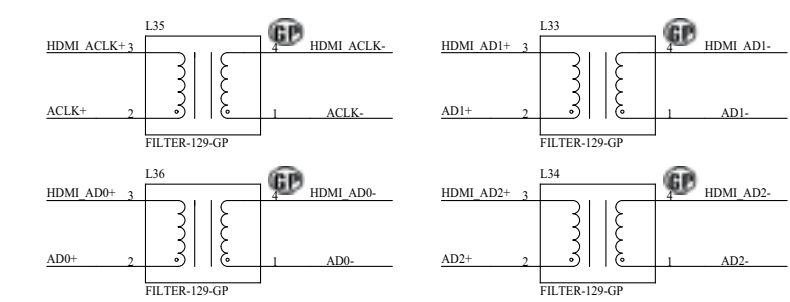 L35 GP L33 GP
HDMI_ACLK+ 3 4 HDMI_ACLK- HDMI_AD1+ 3 4 HDMI_AD1-
ACLK+ 2 1 ACLK- AD1+ 2 1 AD1-
FILTER-129-GP FILTER-129-GP
L36 GP L34 GP
HDMI_AD0+ 3 4 HDMI_AD0- HDMI_AD2+ 3 4 HDMI_AD2-
AD0+ 2 1 AD0- AD2+ 2 1 AD2-
FILTER-129-GP FILTER-129-GP